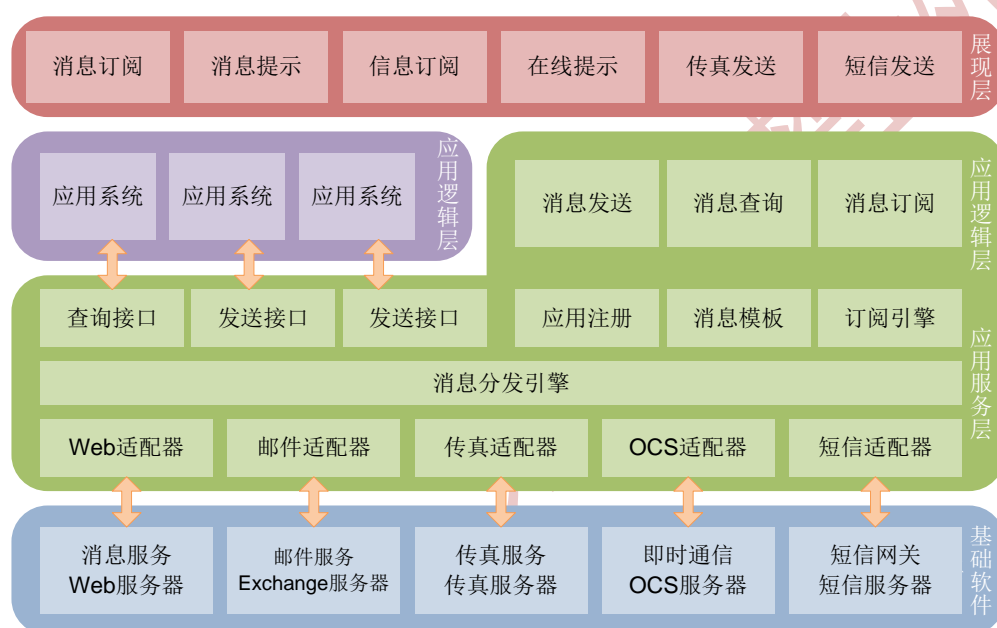 消息订阅
消息提示
信息订阅
在线提示
传真发送
短信发送
展现层
应用系统
应用系统
应用系统
应用逻辑层
消息发送
消息查询
消息订阅
应用逻辑层
查询接口
发送接口
发送接口
应用注册
消息模板
订阅引擎
消息分发引擎
应用服务层
Web适配器
邮件适配器
传真适配器
OCS适配器
短信适配器
消息服务
Web服务器
邮件服务
Exchange服务器
传真服务
传真服务器
即时通信
OCS服务器
短信网关
短信服务器
基础软件